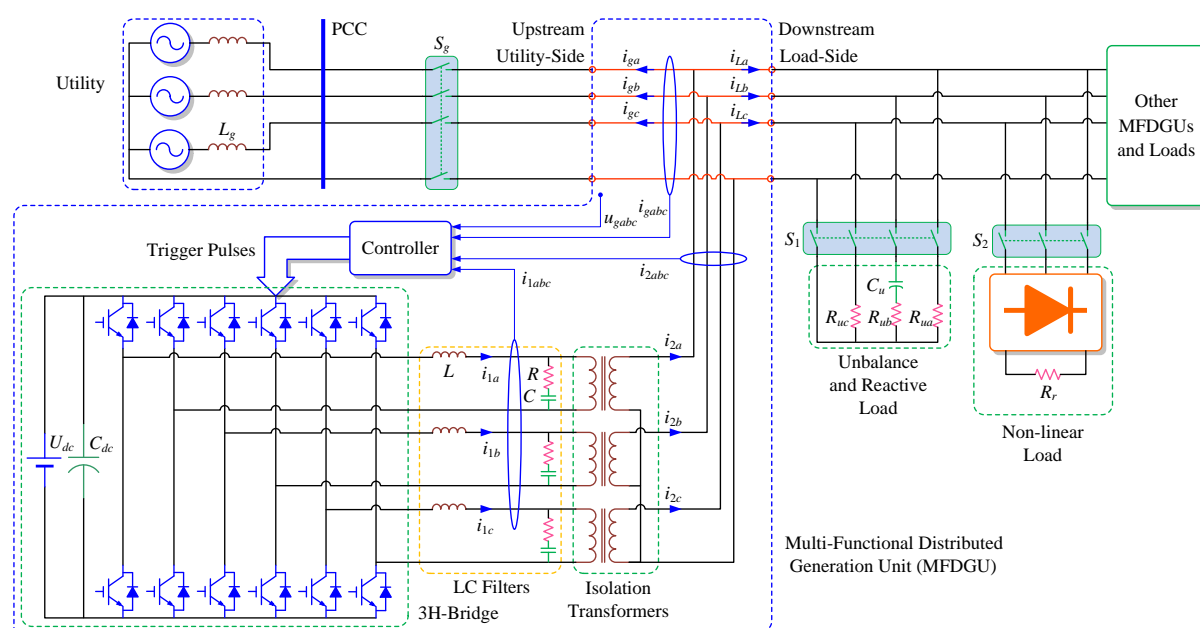 PCC
S_g
Upstream
Utility-Side
Downstream
Load-Side
Utility
L_g
i_ga
i_gb
i_gc
i_La
i_Lb
i_Lc
Other
MFDGUs
and Loads
u_gabc
i_gabc
Trigger Pulses
Controller
i_2abc
i_1abc
S_1
S_2
C_u
R_uc
R_ub
R_ua
Unbalance
and Reactive
Load
R_r
Non-linear
Load
U_dc
C_dc
L
i_1a
R
C
i_2a
i_1b
i_2b
i_1c
i_2c
Multi-Functional Distributed
Generation Unit (MFDGU)
LC Filters
3H-Bridge
Isolation
Transformers